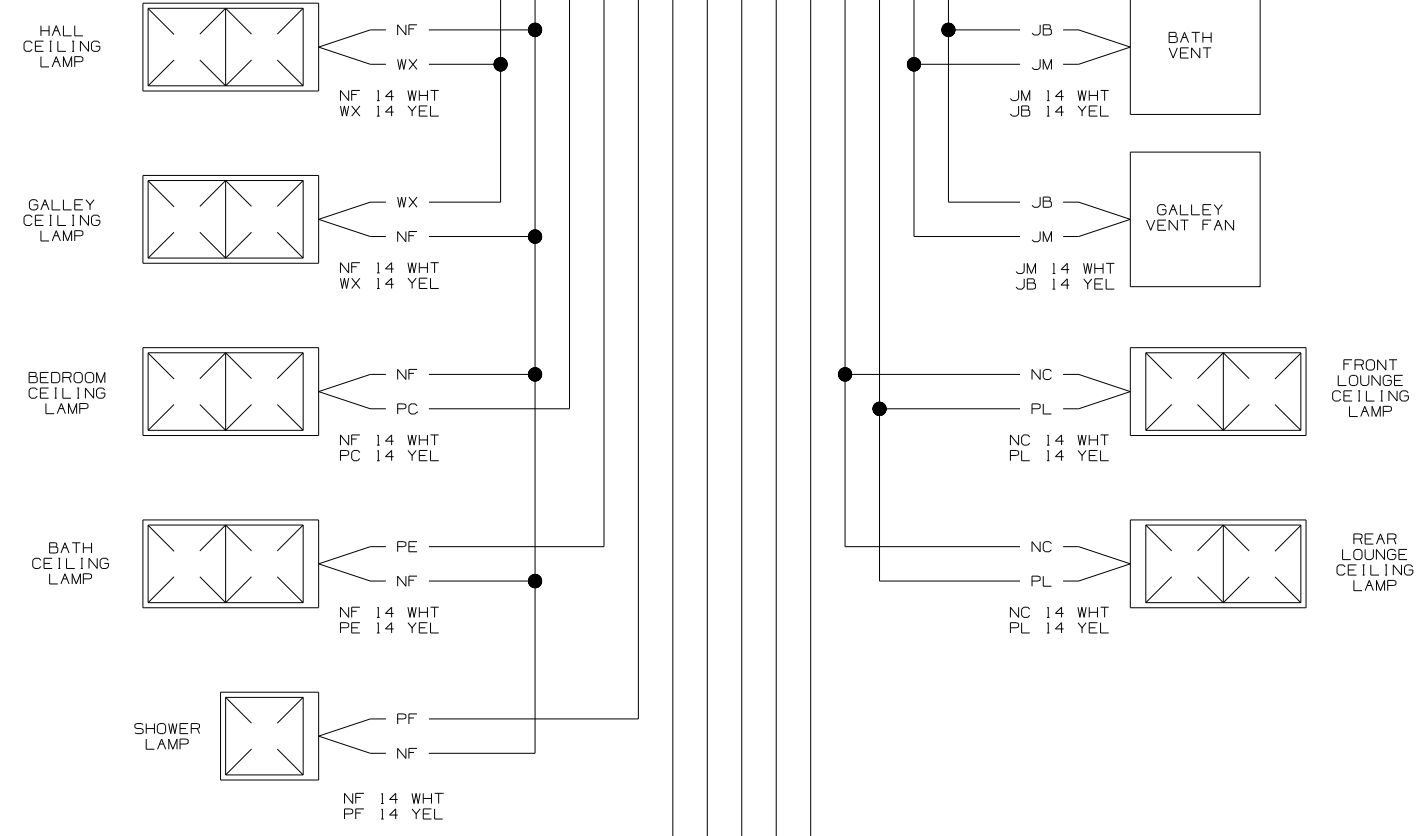 HALL
CEILING
LAMP
NF
WX
NF 14 WHT
WX 14 YEL
GALLEY
CEILING
LAMP
WX
NF
NF 14 WHT
WX 14 YEL
BEDROOM
CEILING
LAMP
NF
PC
NF 14 WHT
PC 14 YEL
BATH
CEILING
LAMP
PE
NF
NF 14 WHT
PE 14 YEL
SHOWER
LAMP
PF
NF
NF 14 WHT
PF 14 YEL
JB
JM
JM 14 WHT
JB 14 YEL
BATH
VENT
JB
JM
JM 14 WHT
JB 14 YEL
GALLEY
VENT FAN
NC
PL
NC 14 WHT
PL 14 YEL
FRONT
LOUNGE
CEILING
LAMP
NC
PL
NC 14 WHT
PL 14 YEL
REAR
LOUNGE
CEILING
LAMP